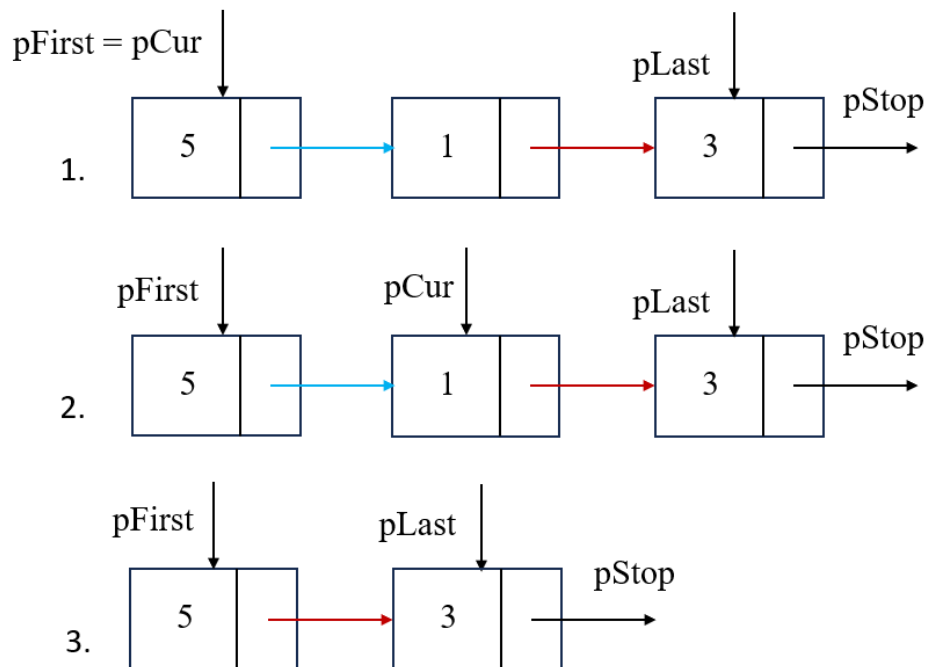 pFirst = pCur
pLast
pStop
1. 5 1 3
pFirst pCur pLast
pStop
2. 5 1 3
pFirst pLast
pStop
3. 5 3